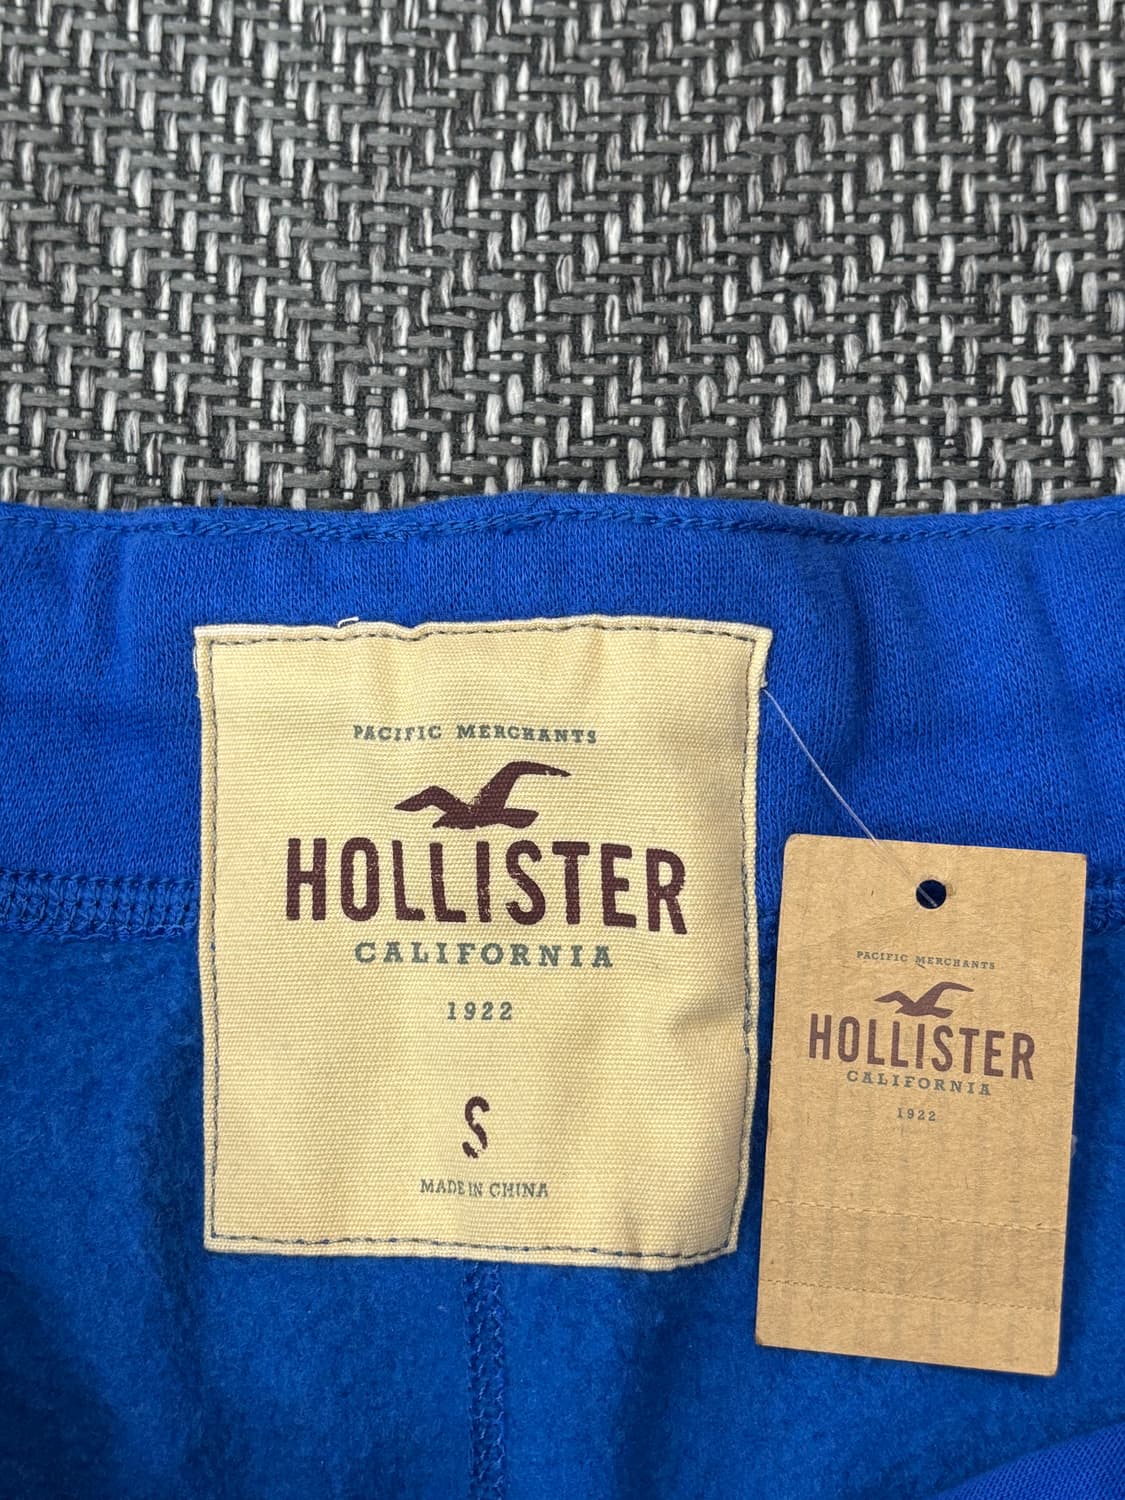 PACIFIC MERCHANTS
HOLLISTER
CALIFORNIA
1922
S
MADE IN CHINA
PACIFIC MERCHANTS
HOLLISTER
CALIFORNIA
1922